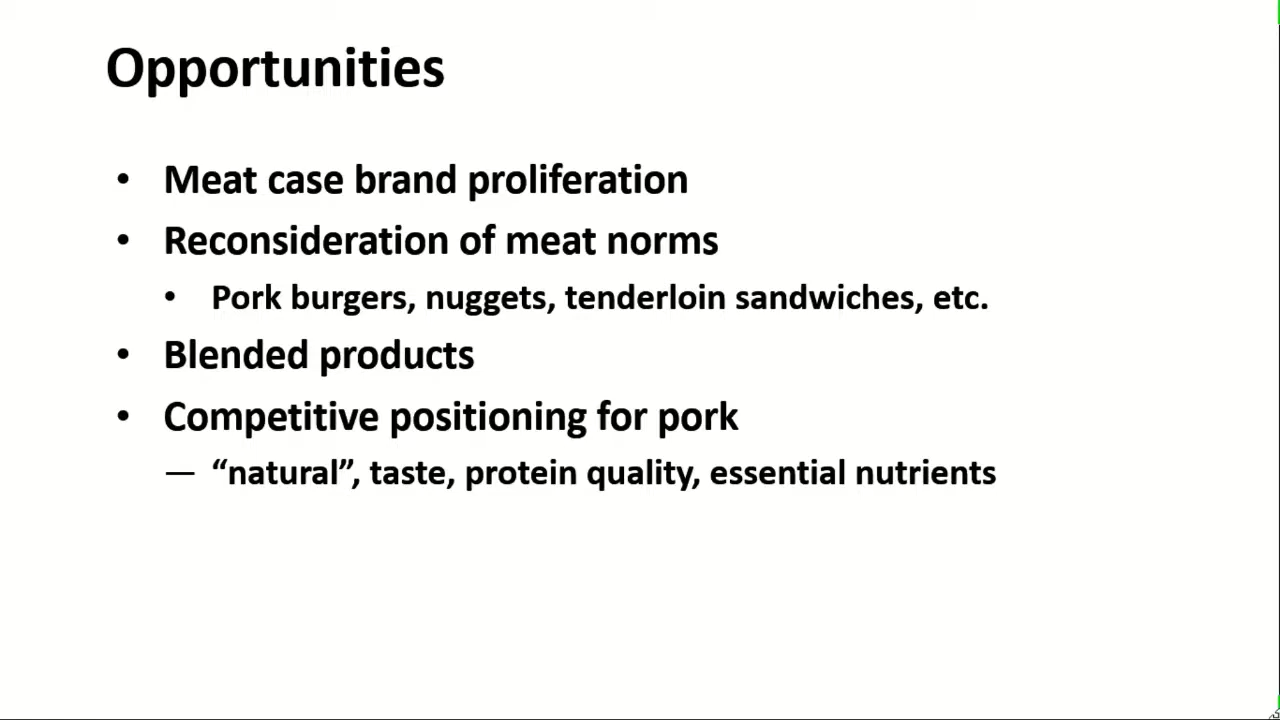 Opportunities
• Meat case brand proliferation
• Reconsideration of meat norms
• Pork burgers, nuggets, tenderloin sandwiches, etc.
• Blended products
• Competitive positioning for pork
— “natural”, taste, protein quality, essential nutrients